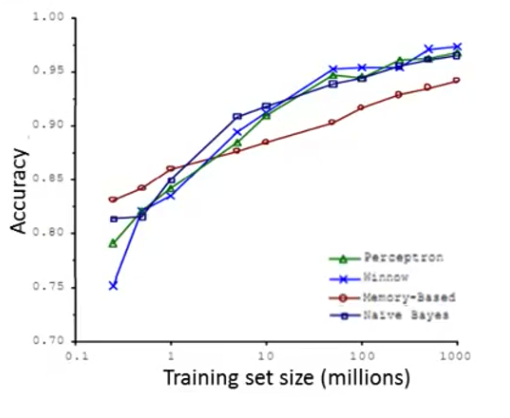 1.00
0.95
0.90
0.85
0.80
0.75
0.70
Accuracy
Perceptron
Winnow
Memory-Based
Naïve Bayes
0.1 1 10 100 1000
Training set size (millions)